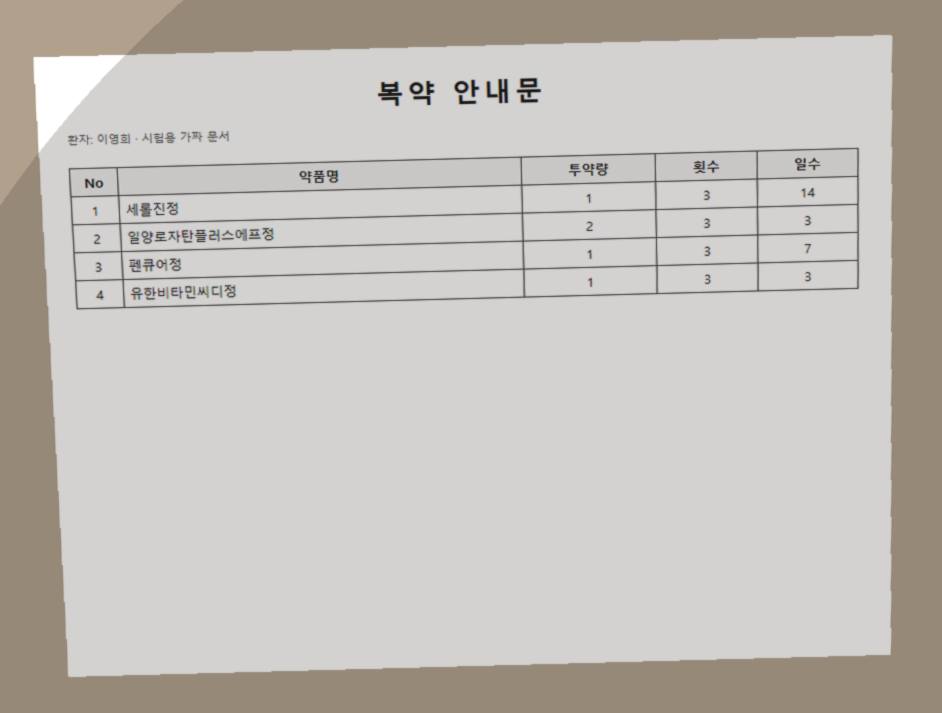 복약 안내문
환자: 이영희 · 시험용 가짜 문서
No 약품명 투약량 횟수 일수
1 세롤진정 1 3 14
2 일양로자탄플러스에프정 2 3 3
3 펜큐어정 1 3 7
4 유한비타민씨디정 1 3 3